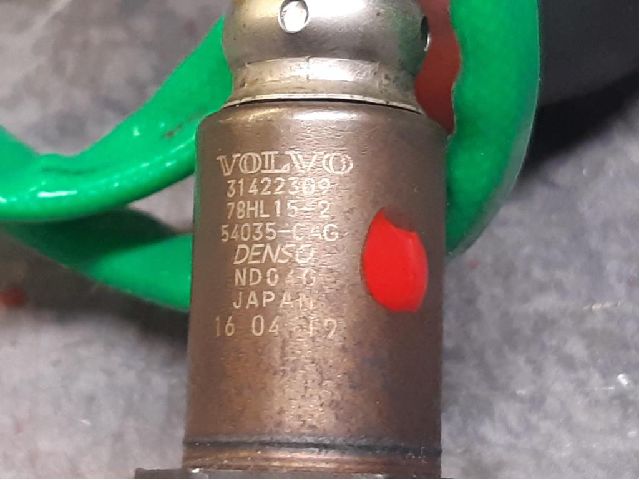 VOLVO
31422309
78HL15-2
54035-C4G
DENSO
ND04G
JAPAN
16 04 12